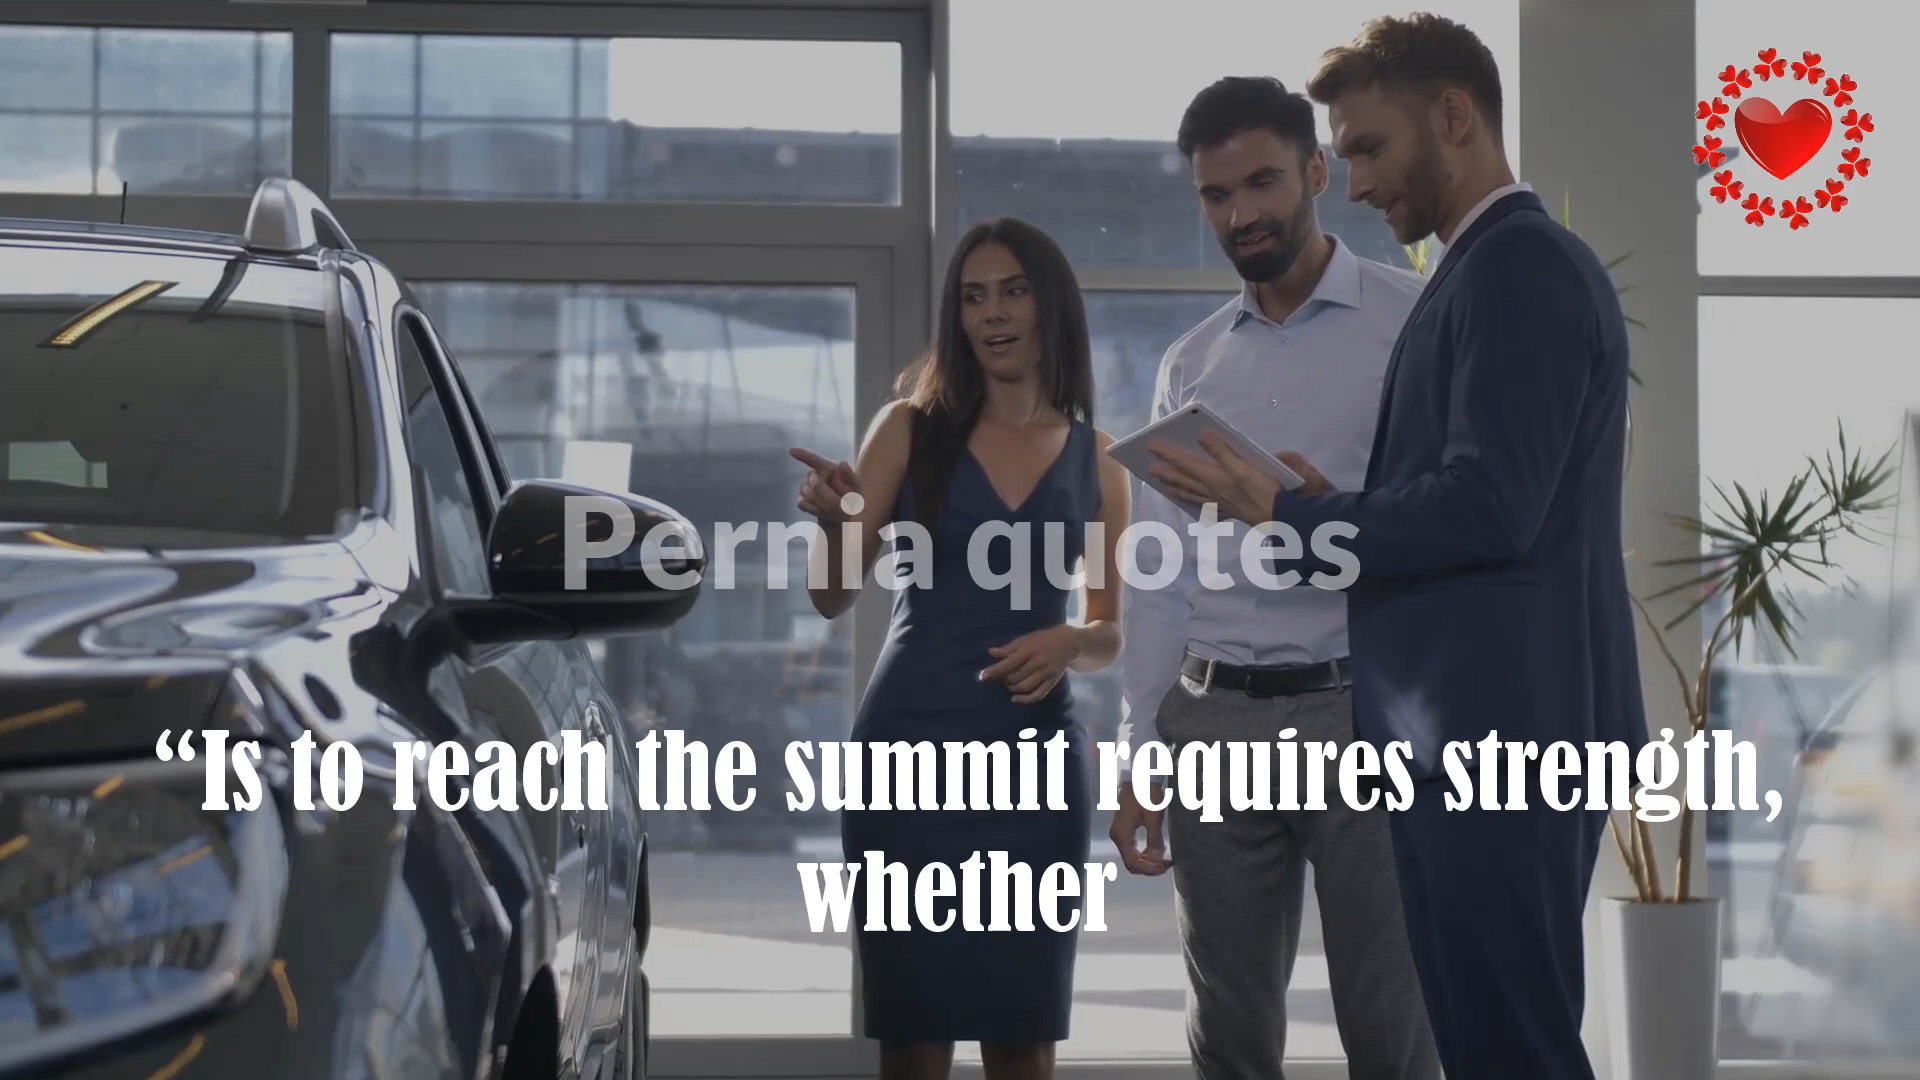 Pernia quotes
“Is to reach the summit requires strength,
whether